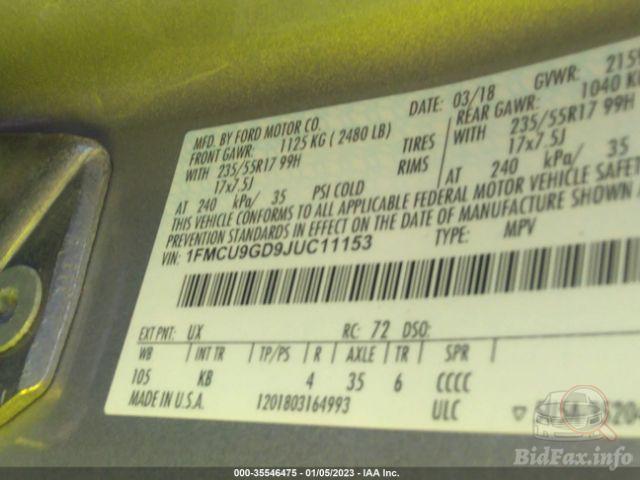 MFD. BY FORD MOTOR CO.
DATE: 03/18
GVWR: 215
FRONT GAWR: 1125 KG ( 2480 LB)
REAR GAWR: 1040 K
WITH 235/55R17 99H TIRES
WITH 235/55R17 99H
17x7.5J RIMS
17x7.5J
AT 240 kPa/ 35 PSI COLD
AT 240 kPa/ 35
THIS VEHICLE CONFORMS TO ALL APPLICABLE FEDERAL MOTOR VEHICLE SAFET
PREVENTION STANDARDS IN EFFECT ON THE DATE OF MANUFACTURE SHOWN
VIN: 1FMCU9GD9JUC11153
TYPE: MPV
EXT PNT: UX RC: 72 DSO:
WB INT TR TP/PS R AXLE TR SPR
105 KB 4 35 6 CCCC
MADE IN U.S.A. 1201803164993 ULC
BidFax.info
000-35546475 - 01/05/2023 - IAA Inc.